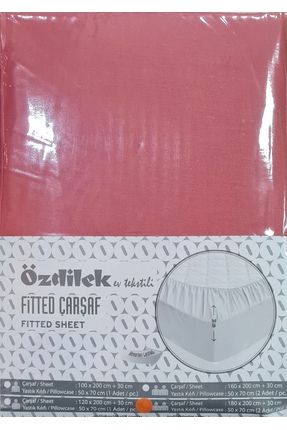 Özdilek ev tekstili
FİTTED ÇARŞAF
FITTED SHEET
Çarşaf / Sheet : 100 x 200 cm + 30 cm
Yastık Kılıfı / Pillowcase : 50 x 70 cm (1 Adet / pc.)
Çarşaf / Sheet : 160 x 200 cm + 30 cm
Yastık Kılıfı / Pillowcase : 50 x 70 cm (2 Adet / pc.)
Çarşaf / Sheet : 120 x 200 cm + 30 cm
Yastık Kılıfı / Pillowcase : 50 x 70 cm (1 Adet / pc.)
Çarşaf / Sheet : 180 x 200 cm + 30 cm
Yastık Kılıfı / Pillowcase : 50 x 70 cm (2 Adet / pc.)